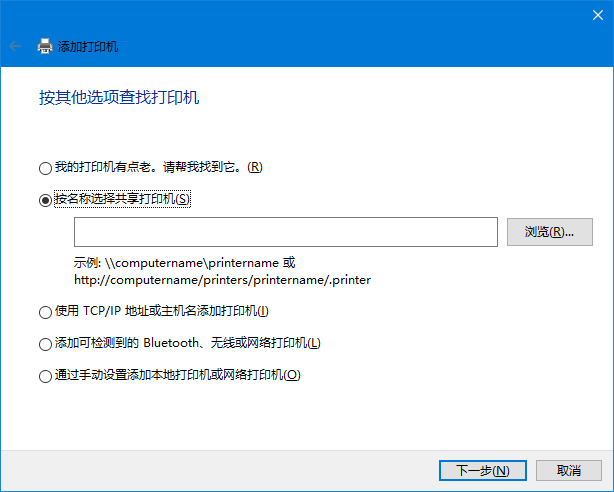 添加打印机
按其他选项查找打印机
我的打印机有点老。请帮我找到它。(R)
按名称选择共享打印机(S)
浏览(R)...
示例: \\computername\printername 或
http://computername/printers/printername/.printer
使用 TCP/IP 地址或主机名添加打印机(I)
添加可检测到的 Bluetooth、无线或网络打印机(L)
通过手动设置添加本地打印机或网络打印机(O)
下一步(N)
取消